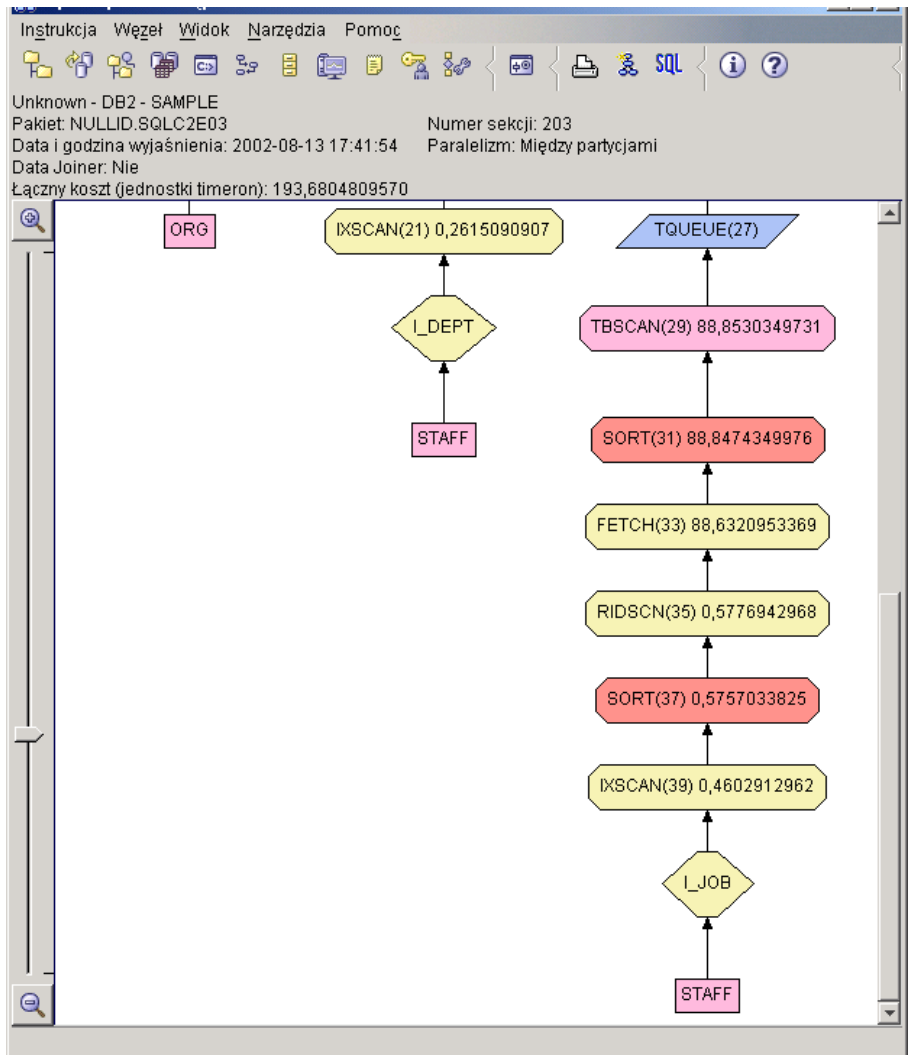 Instrukcja Węzeł Widok Narzędzia Pomoc
SQL
Unknown - DB2 - SAMPLE
Pakiet: NULLID.SQLC2E03 Numer sekcji: 203
Data i godzina wyjaśnienia: 2002-08-13 17:41:54 Paralelizm: Między partycjami
Data Joiner: Nie
Łączny koszt (jednostki timeron): 193,6804809570
ORG
IXSCAN(21) 0,2615090907
TQUEUE(27)
I_DEPT
TBSCAN(29) 88,8530349731
STAFF
SORT(31) 88,8474349976
FETCH(33) 88,6320953369
RIDSCN(35) 0,5776942968
SORT(37) 0,5757033825
IXSCAN(39) 0,4602912962
I_JOB
STAFF